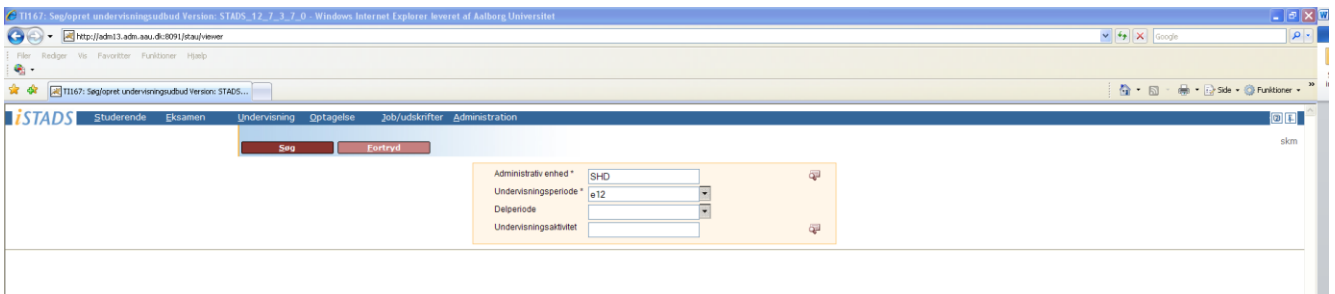 TI167: Søg/opret undervisningsudbud Version: STADS_12_7_3_7_0 - Windows Internet Explorer leveret af Aalborg Universitet
http://adm13.adm.aau.dk:8091/stau/viewer
Google
Filer Rediger Vis Favoritter Funktioner Hjælp
TI167: Søg/opret undervisningsudbud Version: STADS...
Side Funktioner
iSTADS Studerende Eksamen Undervisning Optagelse Job/udskrifter Administration
Søg Fortryd
skm
Administrativ enhed * SHD
Undervisningsperiode * e12
Delperiode
Undervisningsaktivitet